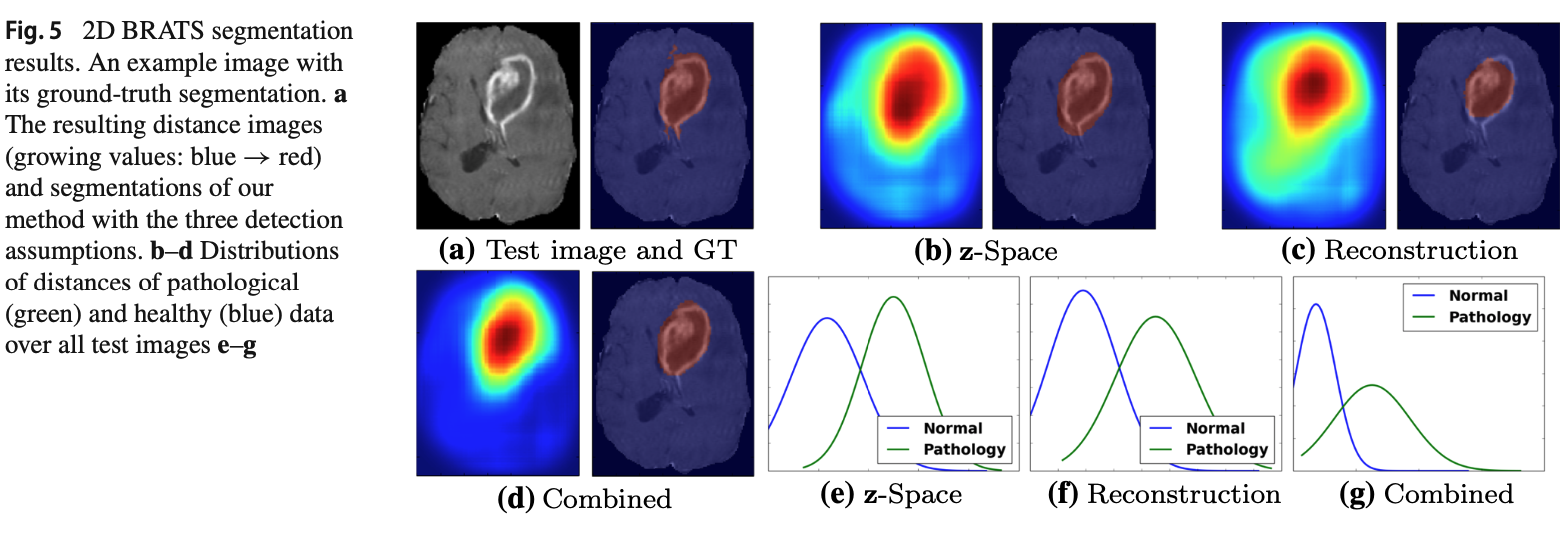 Fig. 5 2D BRATS segmentation
results. An example image with
its ground-truth segmentation. a
The resulting distance images
(growing values: blue → red)
and segmentations of our
method with the three detection
assumptions. b–d Distributions
of distances of pathological
(green) and healthy (blue) data
over all test images e–g
(a) Test image and GT
(b) z-Space
(c) Reconstruction
Normal
Pathology
Normal
Pathology
Normal
Pathology
(d) Combined
(e) z-Space
(f) Reconstruction
(g) Combined